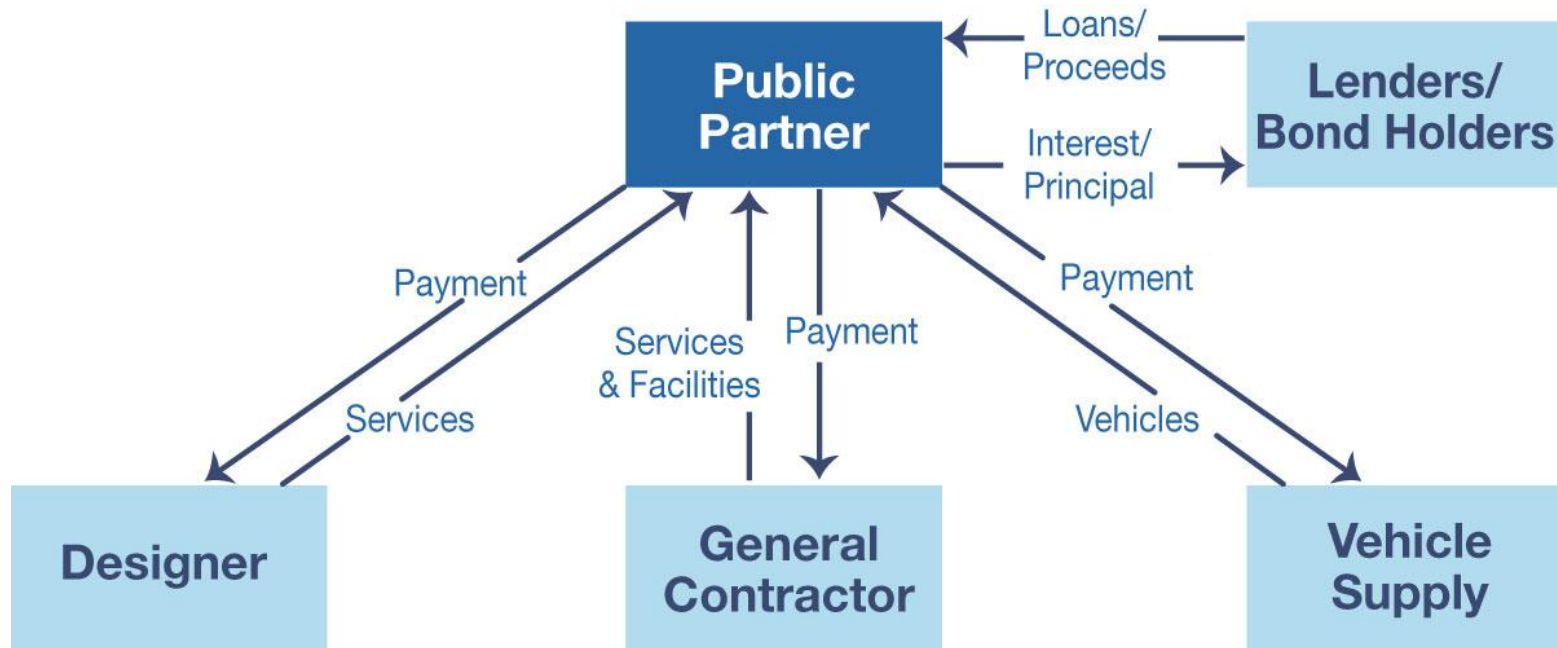 Public
Partner
Loans/
Proceeds
Lenders/
Bond Holders
Interest/
Principal
Payment
Services
Services
& Facilities
Payment
Payment
Vehicles
Designer
General
Contractor
Vehicle
Supply